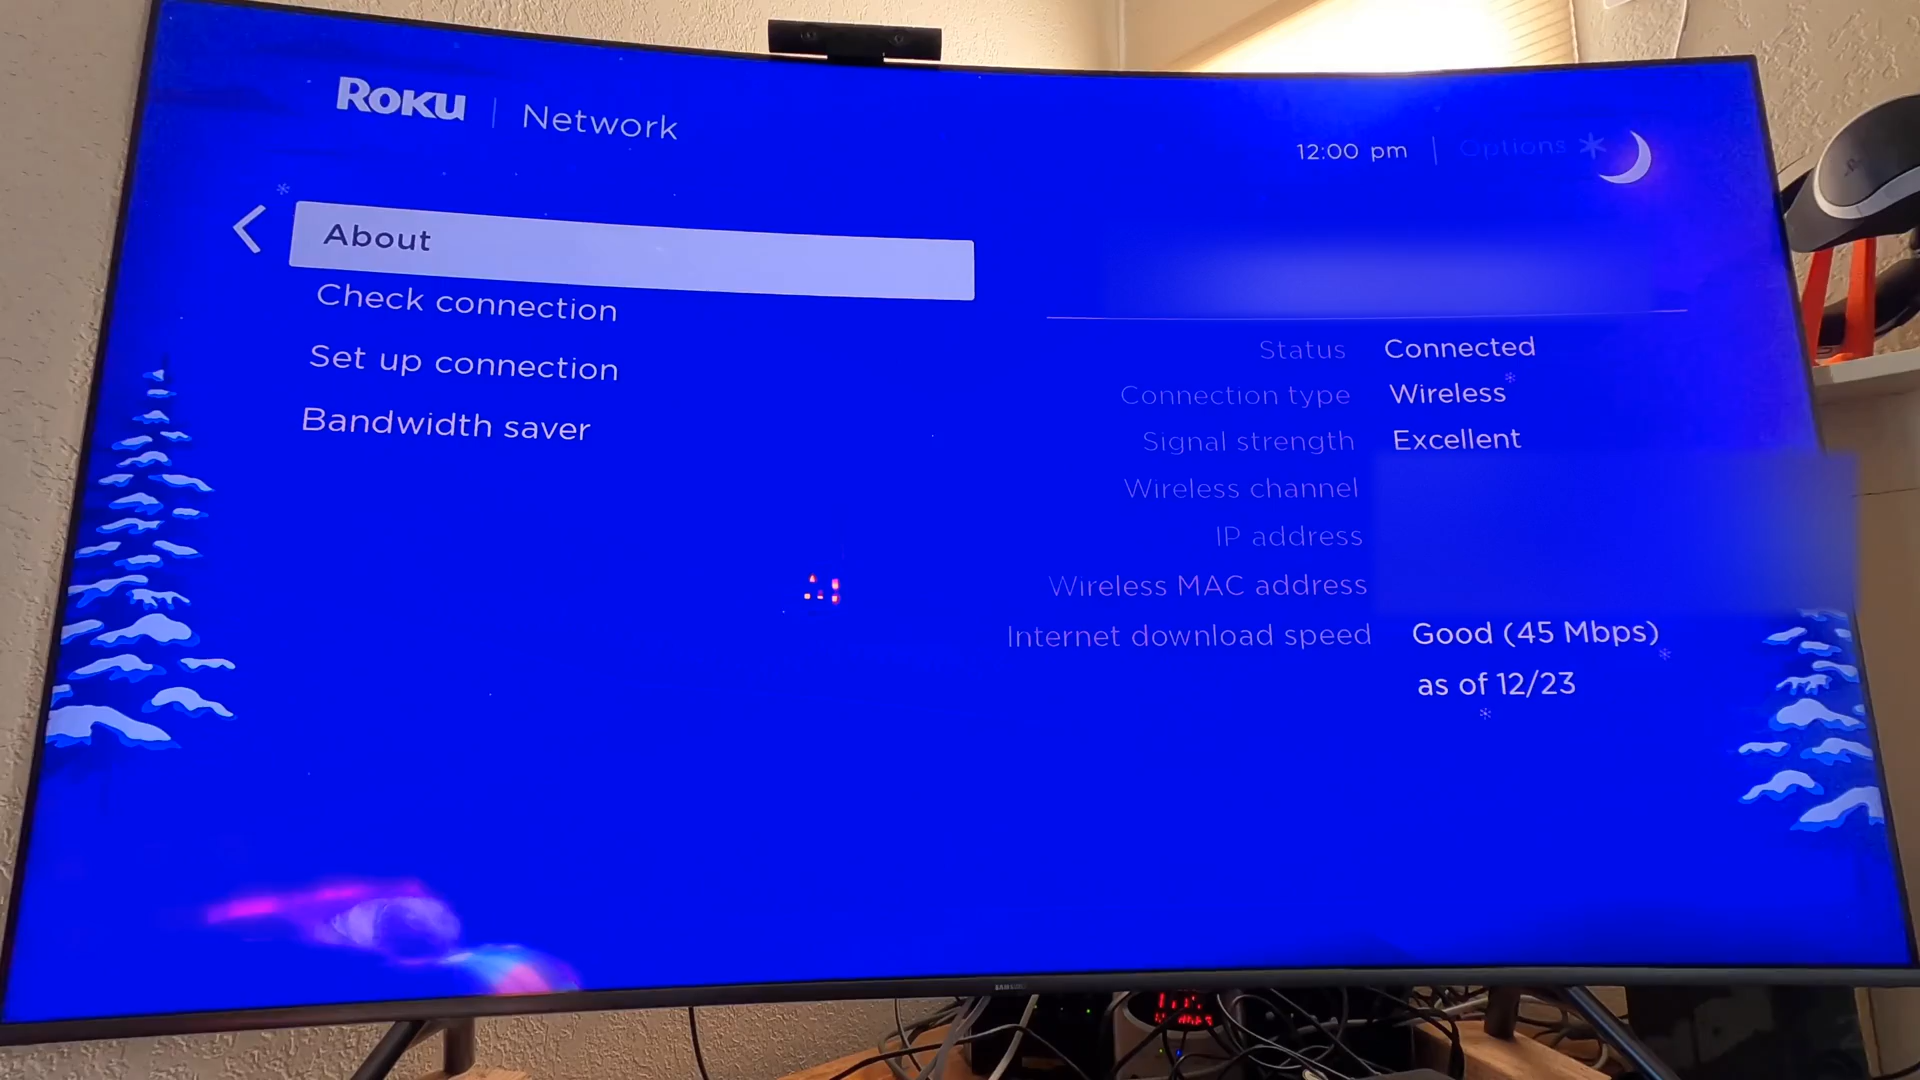 Roku | Network
12:00 pm | Options
About
Check connection
Set up connection
Bandwidth saver
Status Connected
Connection type Wireless
Signal strength Excellent
Wireless channel
IP address
Wireless MAC address
Internet download speed Good (45 Mbps)
as of 12/23
SAMSUNG